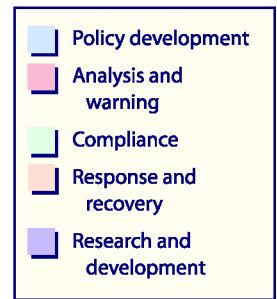 Policy development
Analysis and
warning
Compliance
Response and
recovery
Research and
development